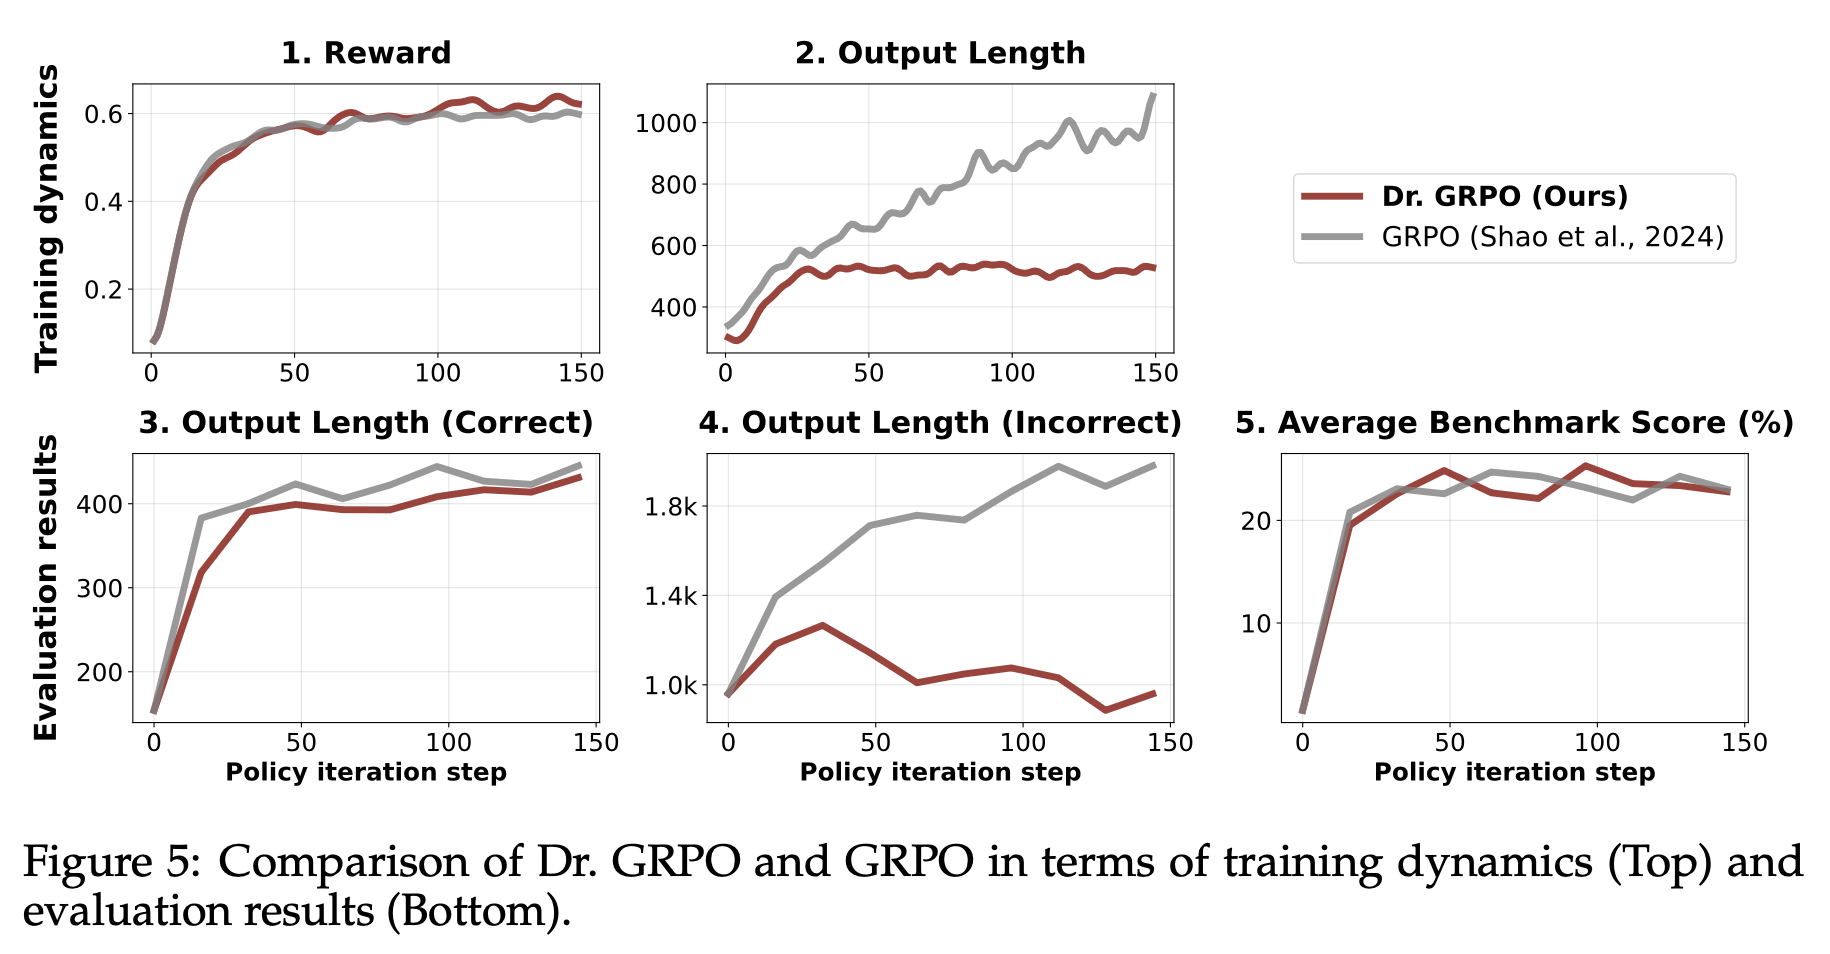 1. Reward
2. Output Length
Training dynamics
0.6
0.4
0.2
0 50 100 150
1000
800
600
400
0 50 100 150
Dr. GRPO (Ours)
GRPO (Shao et al., 2024)
3. Output Length (Correct)
4. Output Length (Incorrect)
5. Average Benchmark Score (%)
Evaluation results
400
300
200
0 50 100 150
Policy iteration step
1.8k
1.4k
1.0k
0 50 100 150
Policy iteration step
20
10
0 50 100 150
Policy iteration step
Figure 5: Comparison of Dr. GRPO and GRPO in terms of training dynamics (Top) and
evaluation results (Bottom).